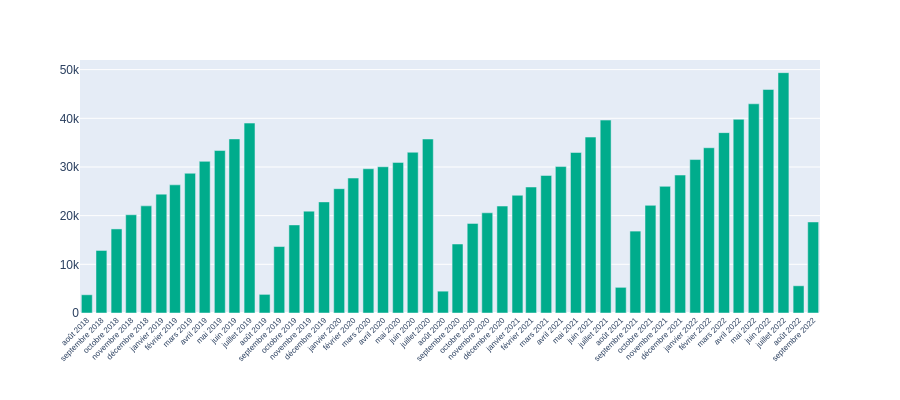 50k
40k
30k
20k
10k
0
août 2018
septembre 2018
octobre 2018
novembre 2018
décembre 2018
janvier 2019
février 2019
mars 2019
avril 2019
mai 2019
juin 2019
juillet 2019
août 2019
septembre 2019
octobre 2019
novembre 2019
décembre 2019
janvier 2020
février 2020
mars 2020
avril 2020
mai 2020
juin 2020
juillet 2020
août 2020
septembre 2020
octobre 2020
novembre 2020
décembre 2020
janvier 2021
février 2021
mars 2021
avril 2021
mai 2021
juin 2021
juillet 2021
août 2021
septembre 2021
octobre 2021
novembre 2021
décembre 2021
janvier 2022
février 2022
mars 2022
avril 2022
mai 2022
juin 2022
juillet 2022
août 2022
septembre 2022